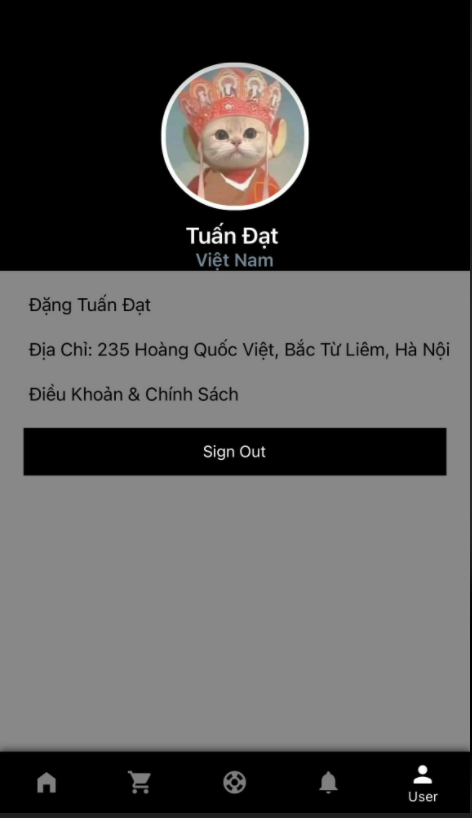 Tuấn Đạt
Việt Nam
Đặng Tuấn Đạt
Địa Chỉ: 235 Hoàng Quốc Việt, Bắc Từ Liêm, Hà Nội
Điều Khoản & Chính Sách
Sign Out
User